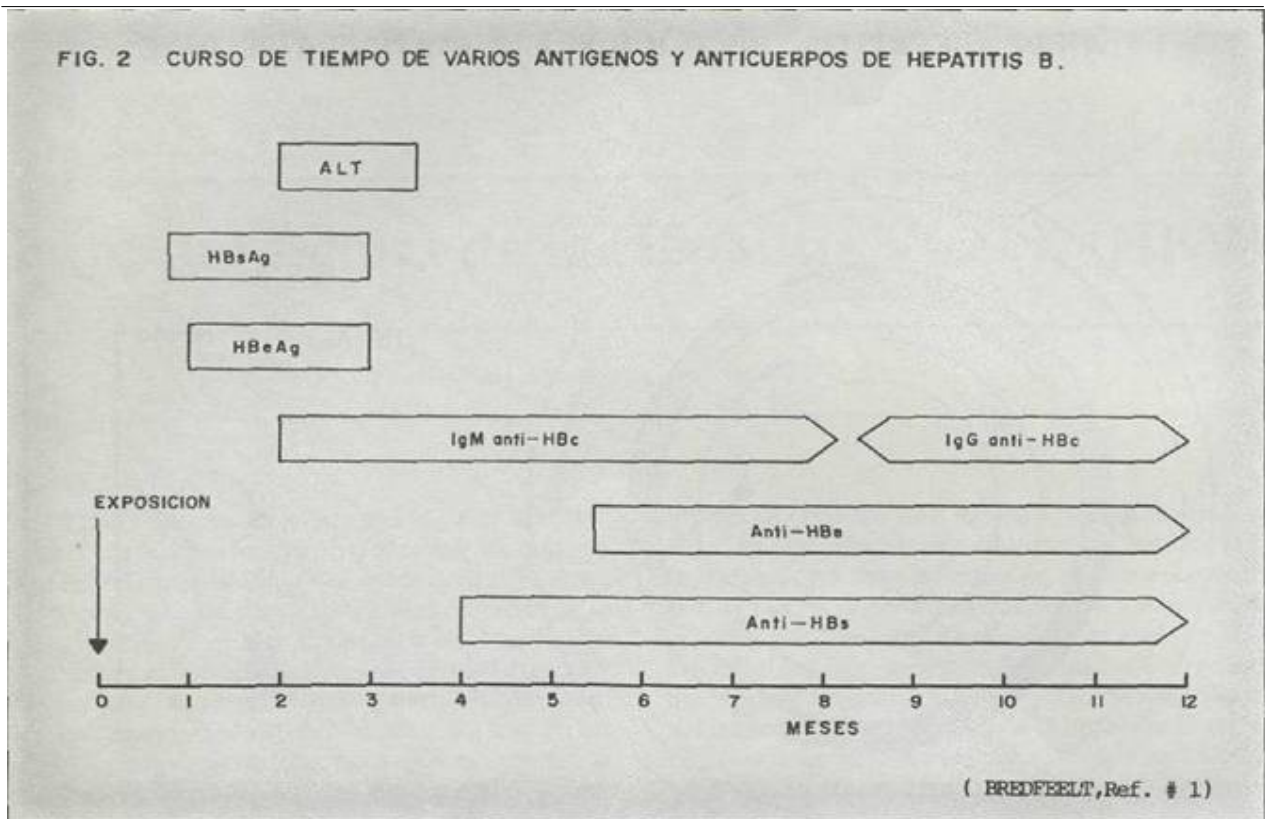 FIG. 2 CURSO DE TIEMPO DE VARIOS ANTIGENOS Y ANTICUERPOS DE HEPATITIS B.
ALT
HBsAg
HBeAg
IgM anti-HBc
IgG anti-HBc
EXPOSICION
Anti-HBe
Anti-HBs
0 1 2 3 4 5 6 7 8 9 10 11 12
MESES
( BREDFEELT,Ref. # 1)